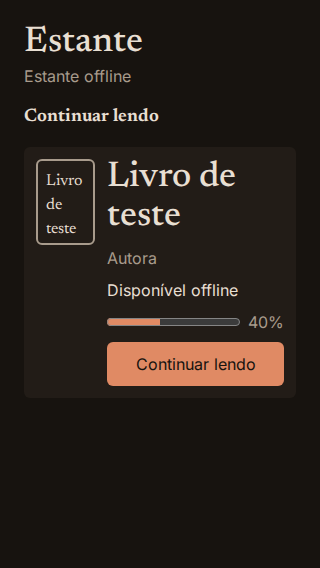 Estante
Estante offline
Continuar lendo
Livro
de
teste
Livro de
teste
Autora
Disponível offline
40%
Continuar lendo